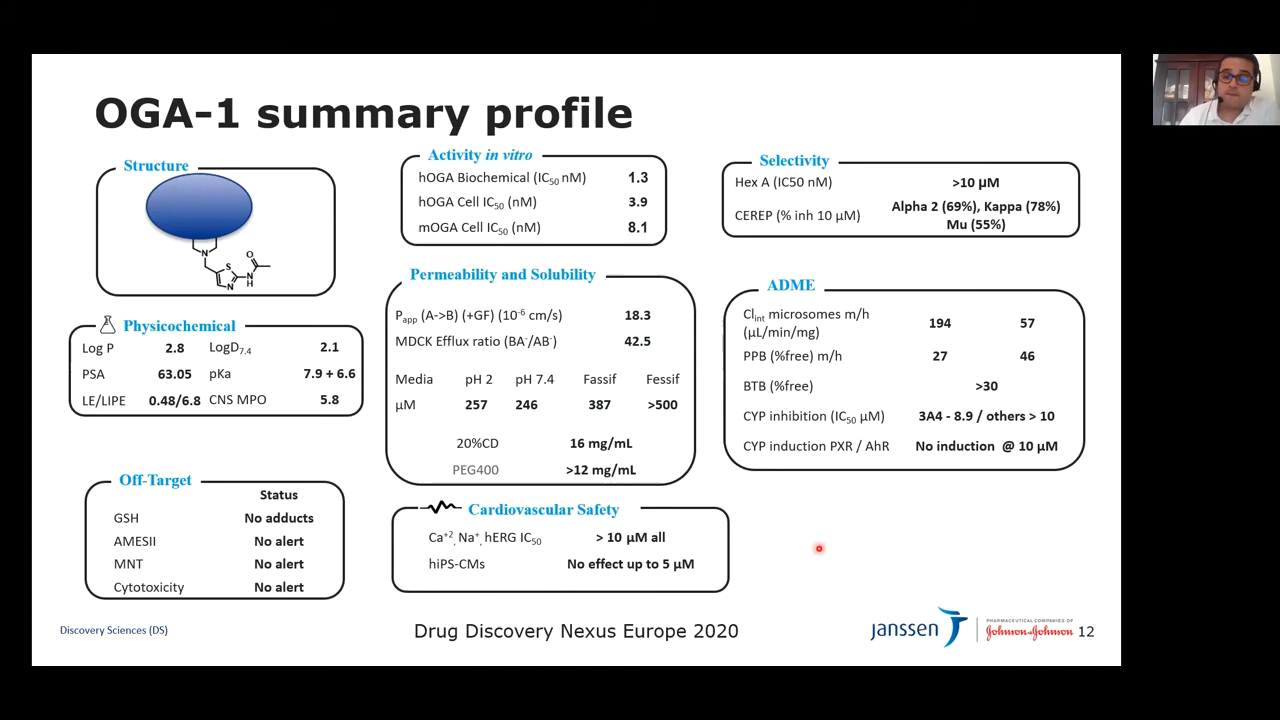 OGA-1 summary profile
Structure
N
S
N
N
H
O
Physicochemical
Log P 2.8 LogD7.4 2.1
PSA 63.05 pKa 7.9 + 6.6
LE/LIPE 0.48/6.8 CNS MPO 5.8
Off-Target
Status
GSH No adducts
AMESII No alert
MNT No alert
Cytotoxicity No alert
Activity in vitro
hOGA Biochemical (IC50 nM) 1.3
hOGA Cell IC50 (nM) 3.9
mOGA Cell IC50 (nM) 8.1
Permeability and Solubility
Papp (A->B) (+GF) (10-6 cm/s) 18.3
MDCK Efflux ratio (BA-/AB-) 42.5
Media pH 2 pH 7.4 Fassif Fessif
µM 257 246 387 >500
20%CD 16 mg/mL
PEG400 >12 mg/mL
Cardiovascular Safety
Ca+2, Na+, hERG IC50 > 10 µM all
hiPS-CMs No effect up to 5 µM
Selectivity
Hex A (IC50 nM) >10 µM
CEREP (% inh 10 µM) Alpha 2 (69%), Kappa (78%)
Mu (55%)
ADME
Clint microsomes m/h
(µL/min/mg) 194 57
PPB (%free) m/h 27 46
BTB (%free) >30
CYP inhibition (IC50 µM) 3A4 - 8.9 / others > 10
CYP induction PXR / AhR No induction @ 10 µM
Discovery Sciences (DS)
Drug Discovery Nexus Europe 2020
janssen
PHARMACEUTICAL COMPANIES OF
Johnson & Johnson
12